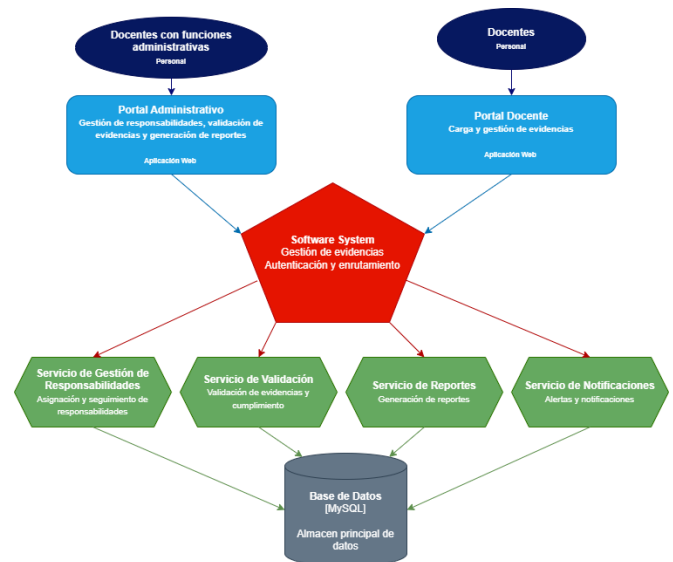 Docentes con funciones
administrativas
Personal
Docentes
Personal
Portal Administrativo
Gestión de responsabilidades, validación de
evidencias y generación de reportes
Aplicación Web
Portal Docente
Carga y gestión de evidencias
Aplicación Web
Software System
Gestión de evidencias
Autenticación y enrutamiento
Servicio de Gestión de
Responsabilidades
Asignación y seguimiento de
responsabilidades
Servicio de Validación
Validación de evidencias y
cumplimiento
Servicio de Reportes
Generación de reportes
Servicio de Notificaciones
Alertas y notificaciones
Base de Datos
[MySQL]
Almacen principal de
datos